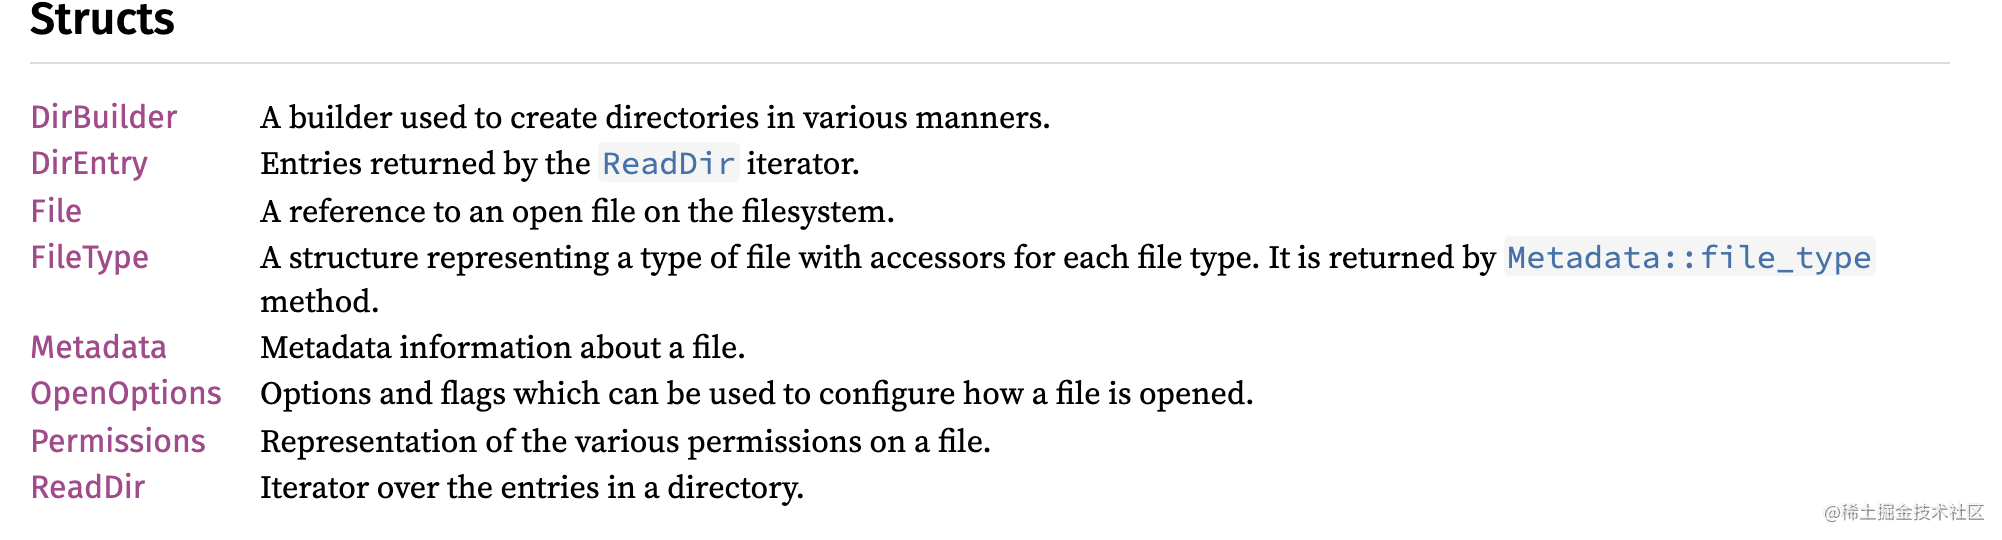 Structs
DirBuilder A builder used to create directories in various manners.
DirEntry Entries returned by the ReadDir iterator.
File A reference to an open file on the filesystem.
FileType A structure representing a type of file with accessors for each file type. It is returned by Metadata::file_type
method.
Metadata Metadata information about a file.
OpenOptions Options and flags which can be used to configure how a file is opened.
Permissions Representation of the various permissions on a file.
ReadDir Iterator over the entries in a directory.
@稀土掘金技术社区